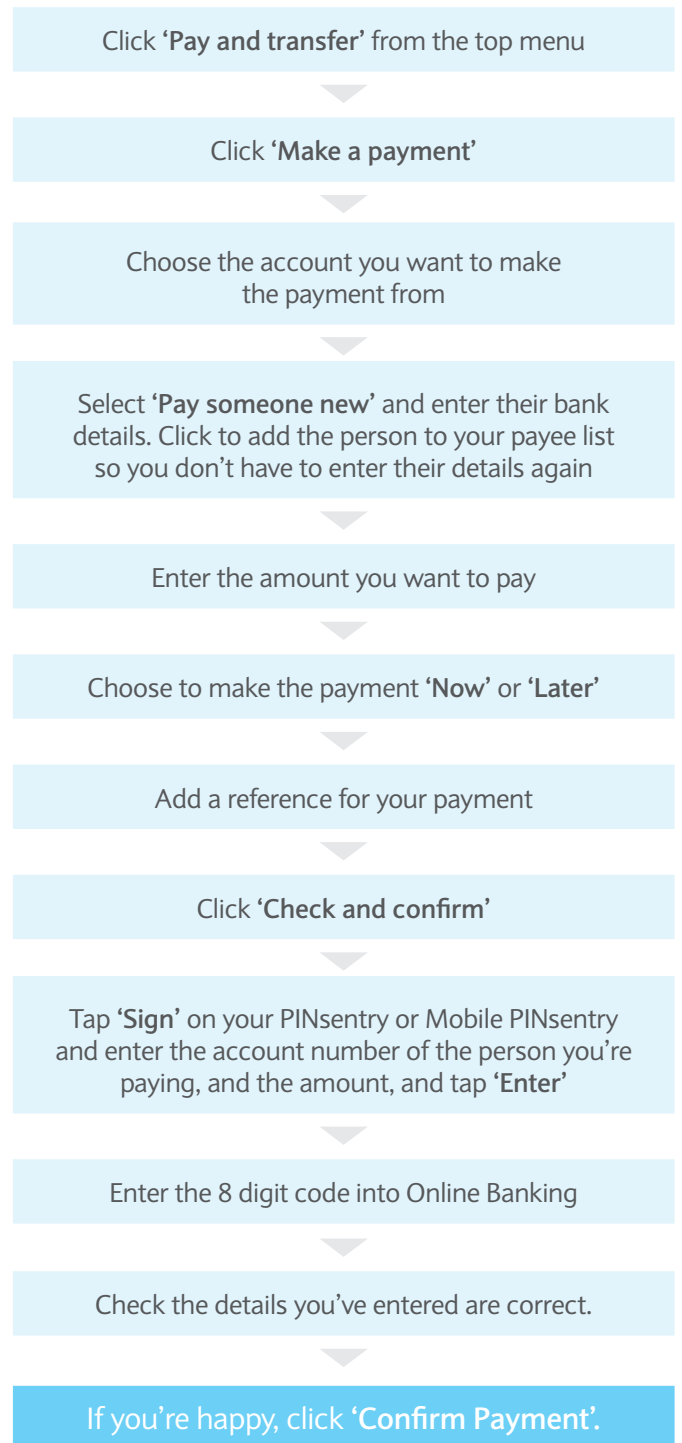 Click ‘Pay and transfer’ from the top menu
Click ‘Make a payment’
Choose the account you want to make
the payment from
Select ‘Pay someone new’ and enter their bank
details. Click to add the person to your payee list
so you don’t have to enter their details again
Enter the amount you want to pay
Choose to make the payment ‘Now’ or ‘Later’
Add a reference for your payment
Click ‘Check and confirm’
Tap ‘Sign’ on your PINsentry or Mobile PINsentry
and enter the account number of the person you’re
paying, and the amount, and tap ‘Enter’
Enter the 8 digit code into Online Banking
Check the details you’ve entered are correct.
If you’re happy, click ‘Confirm Payment’.